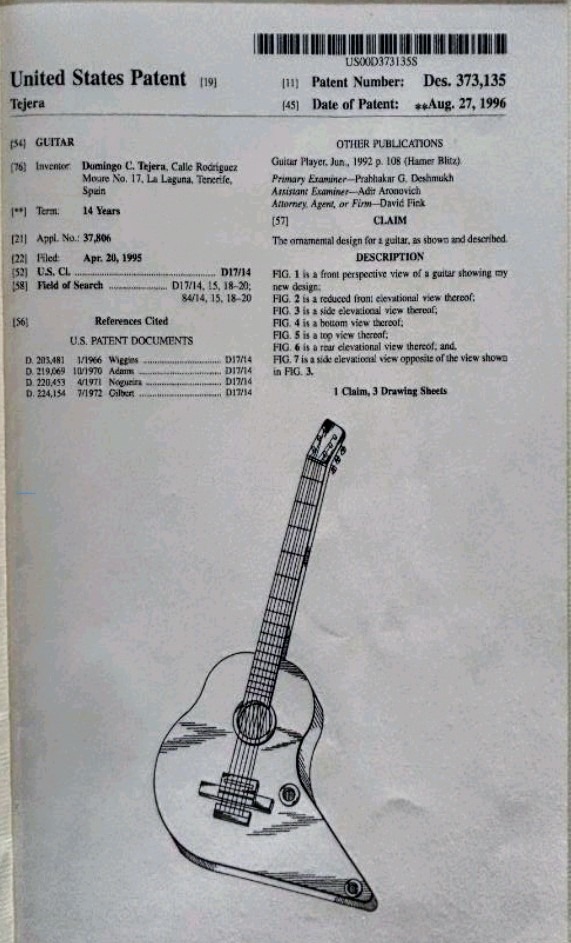 US00D373135S
United States Patent [19]
Tejera
[11] Patent Number: Des. 373,135
[45] Date of Patent: **Aug. 27, 1996
[54] GUITAR
[76] Inventor: Domingo C. Tejera, Calle Rodriguez
Moure No. 17, La Laguna, Tenerife,
Spain
[**] Term: 14 Years
[21] Appl. No.: 37,806
[22] Filed: Apr. 20, 1995
[52] U.S. Cl. .................................................... D17/14
[58] Field of Search .................... D17/14, 15, 18-20;
84/14, 15, 18-20
[56] References Cited
U.S. PATENT DOCUMENTS
D. 203,481 1/1966 Wiggins .............................. D17/14
D. 219,069 10/1970 Adams .............................. D17/14
D. 220,453 4/1971 Nogueira .............................. D17/14
D. 224,154 7/1972 Gilbert .............................. D17/14
OTHER PUBLICATIONS
Guitar Player, Jun., 1992 p. 108 (Hamer Blitz).
Primary Examiner—Prabhakar G. Deshmukh
Assistant Examiner—Adir Aronovich
Attorney, Agent, or Firm—David Fink
[57] CLAIM
The ornamental design for a guitar, as shown and described.
DESCRIPTION
FIG. 1 is a front perspective view of a guitar showing my
new design;
FIG. 2 is a reduced front elevational view thereof;
FIG. 3 is a side elevational view thereof;
FIG. 4 is a bottom view thereof;
FIG. 5 is a top view thereof;
FIG. 6 is a rear elevational view thereof; and,
FIG. 7 is a side elevational view opposite of the view shown
in FIG. 3.
1 Claim, 3 Drawing Sheets